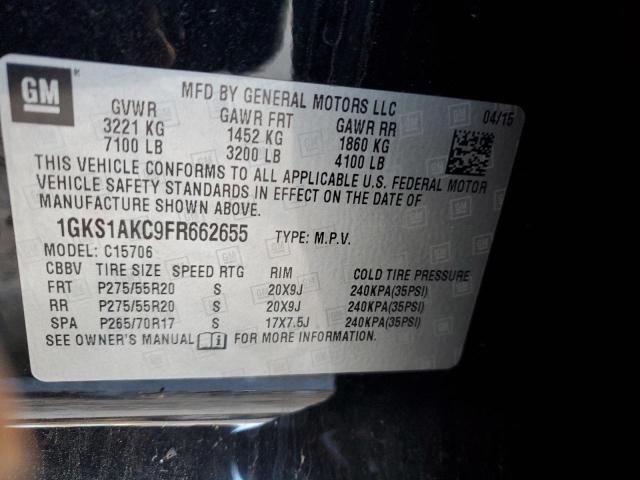 GM ®
MFD BY GENERAL MOTORS LLC
04/15
GVWR GAWR FRT GAWR RR
3221 KG 1452 KG 1860 KG
7100 LB 3200 LB 4100 LB
THIS VEHICLE CONFORMS TO ALL APPLICABLE U.S. FEDERAL MOTOR
VEHICLE SAFETY STANDARDS IN EFFECT ON THE DATE OF
MANUFACTURE SHOWN ABOVE.
1GKS1AKC9FR662655 TYPE: M.P.V.
MODEL: C15706
CBBV TIRE SIZE SPEED RTG RIM COLD TIRE PRESSURE
FRT P275/55R20 S 20X9J 240KPA(35PSI)
RR P275/55R20 S 20X9J 240KPA(35PSI)
SPA P265/70R17 S 17X7.5J 240KPA(35PSI)
SEE OWNER'S MANUAL FOR MORE INFORMATION.